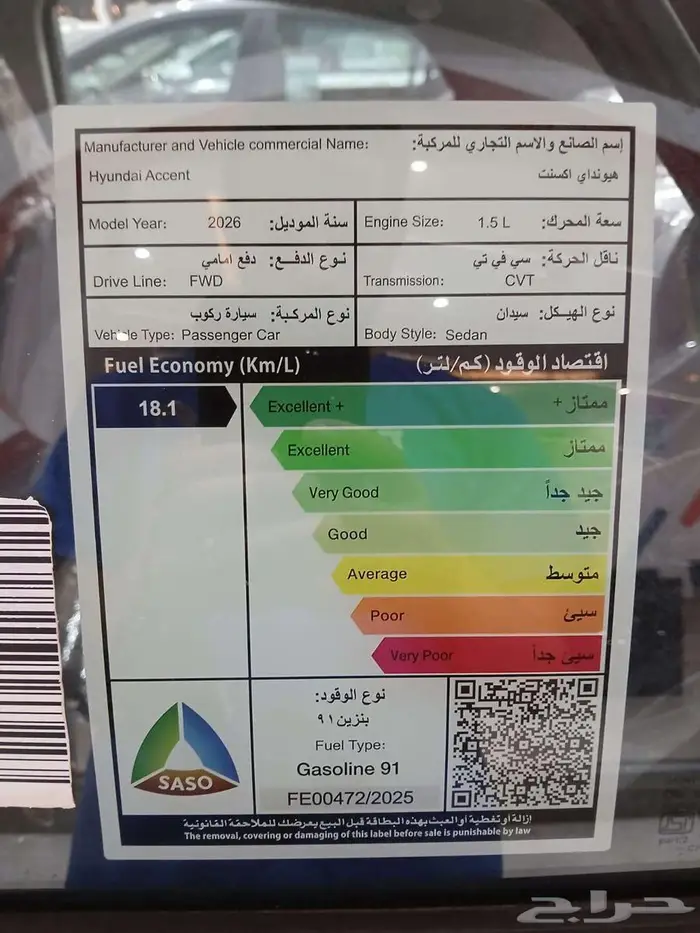 Manufacturer and Vehicle commercial Name: إسم الصانع والاسم التجاري للمركبة:
Hyundai Accent هيونداي اكسنت
Model Year: 2026 سنة الموديل:
Engine Size: 1.5 L سعة المحرك:
نوع الدفع: دفع امامي
Drive Line: FWD
ناقل الحركة: سي في تي
Transmission: CVT
نوع المركبة: سيارة ركوب
Vehicle Type: Passenger Car
نوع الهيكل: سيدان
Body Style: Sedan
Fuel Economy (Km/L) اقتصاد الوقود (كم/لتر)
18.1
Excellent + ممتاز +
Excellent ممتاز
Very Good جيد جداً
Good جيد
Average متوسط
Poor سيئ
Very Poor سيئ جداً
SASO
نوع الوقود:
بنزين ٩١
Fuel Type:
Gasoline 91
FE00472/2025
إزالة أو تغطية أو العبث بهذه البطاقة قبل البيع يعرضك للملاحقة القانونية
The removal, covering or damaging of this label before sale is punishable by law
حراج